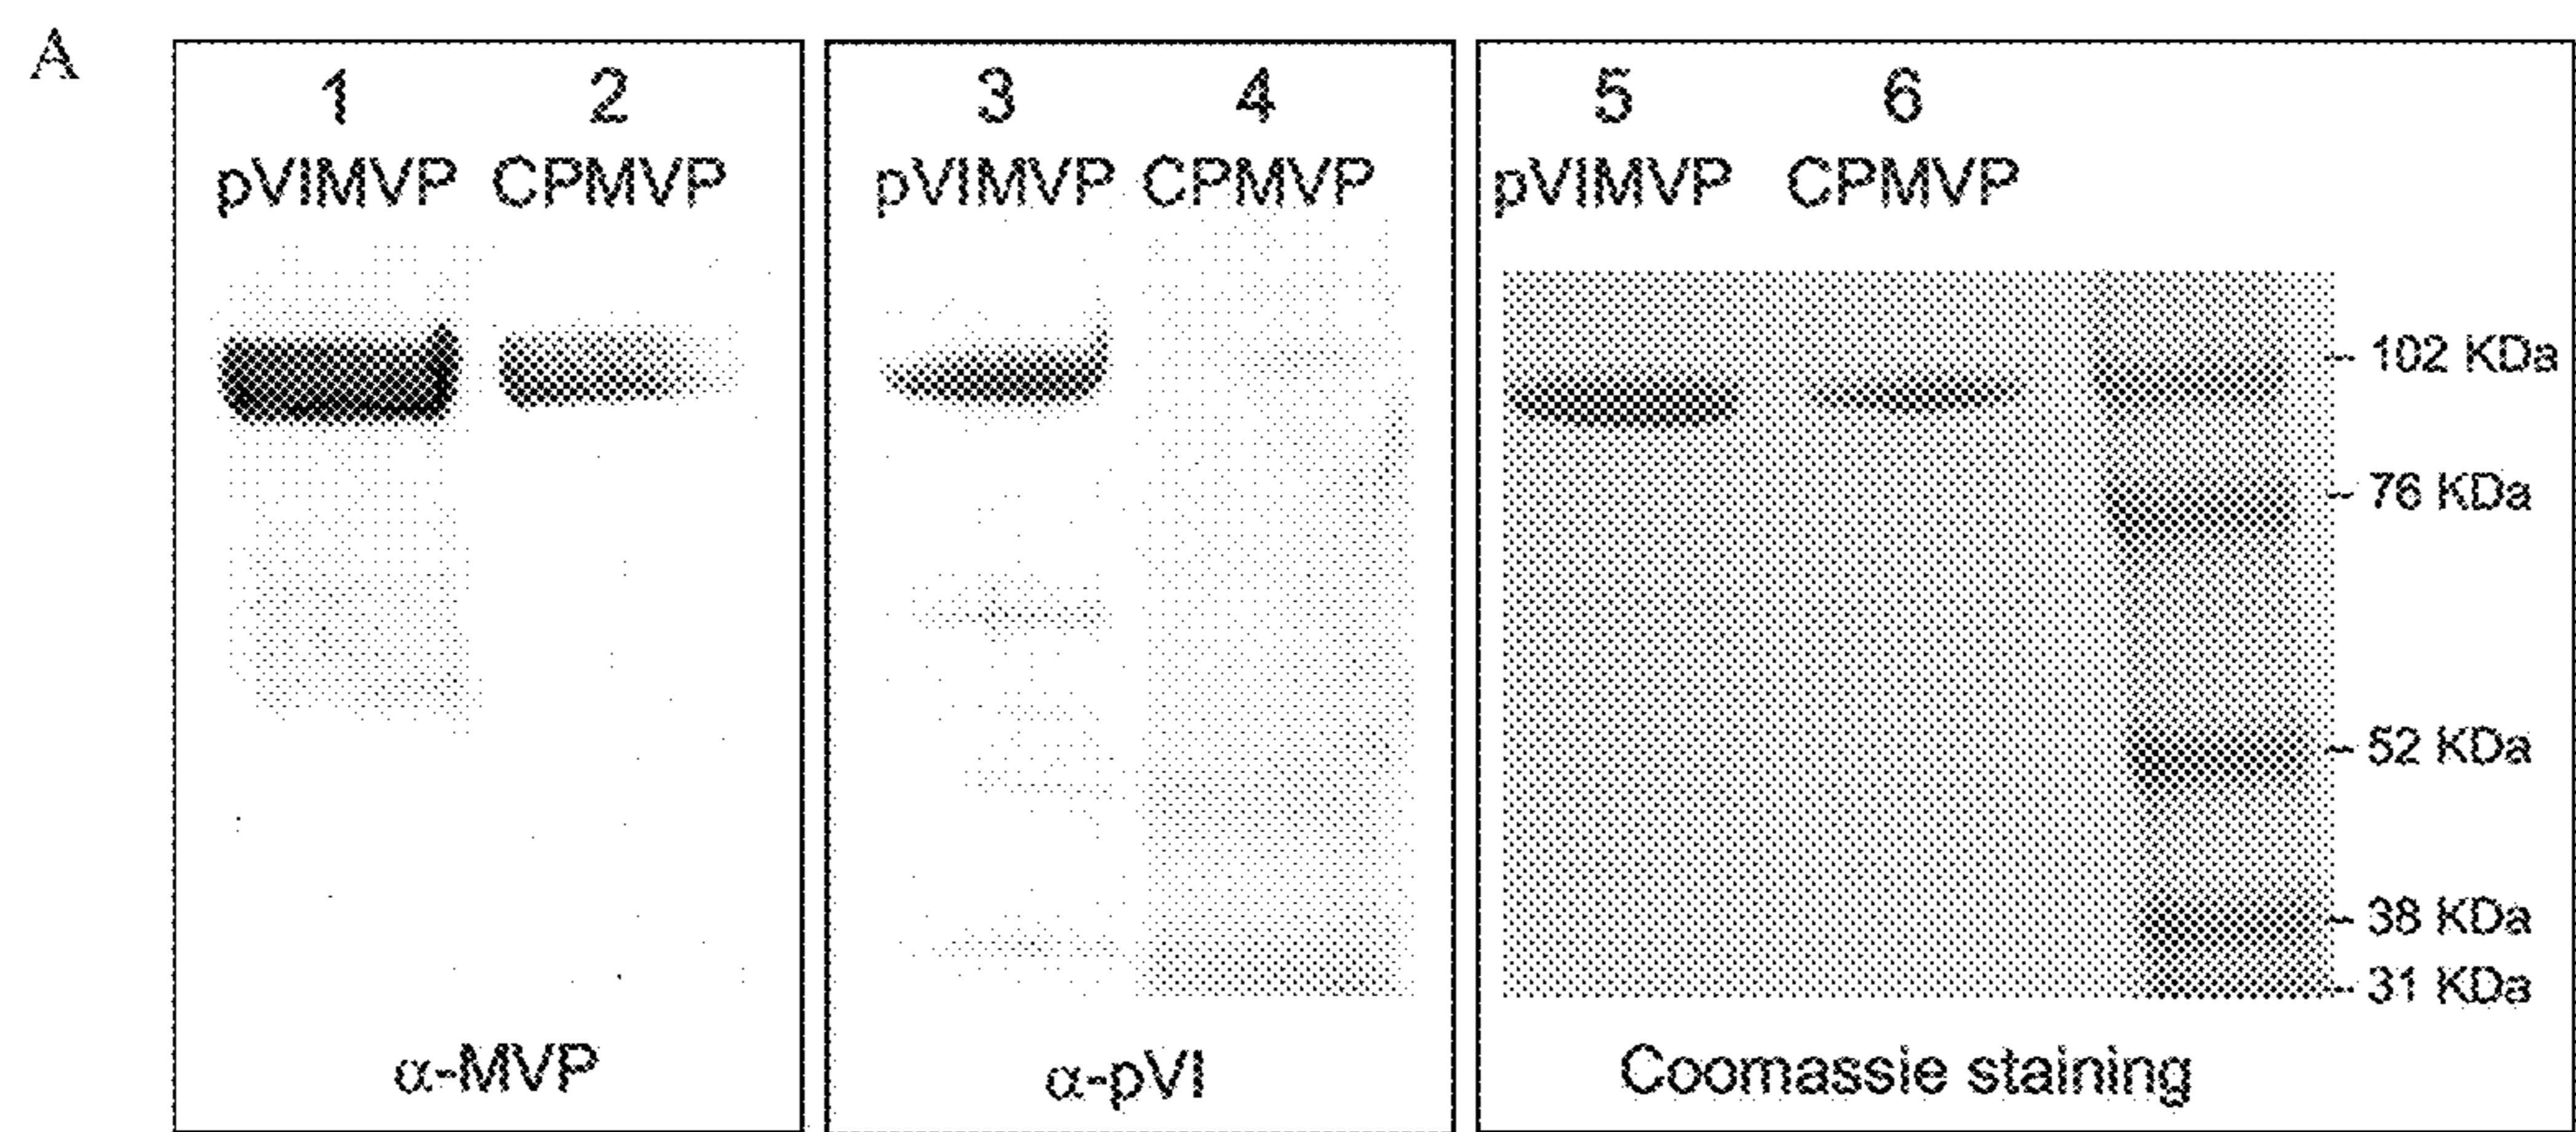 A
1 2
pVIMVP CPMVP
α-MVP
3 4
pVIMVP CPMVP
α-pVI
5 6
pVIMVP CPMVP
-- 102 KDa
-- 76 KDa
-- 52 KDa
-- 38 KDa
-- 31 KDa
Coomassie staining